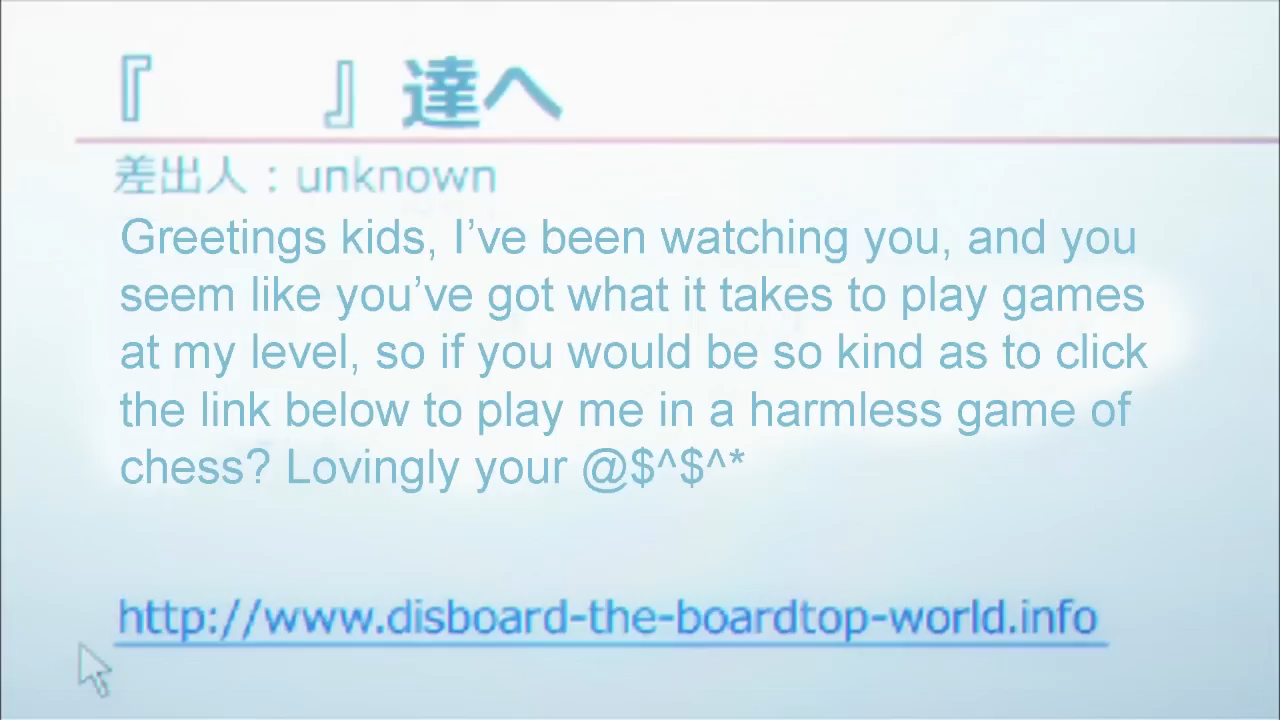 『　　』達へ
差出人：unknown
Greetings kids, I’ve been watching you, and you
seem like you’ve got what it takes to play games
at my level, so if you would be so kind as to click
the link below to play me in a harmless game of
chess? Lovingly your @$^$^*
http://www.disboard-the-boardtop-world.info